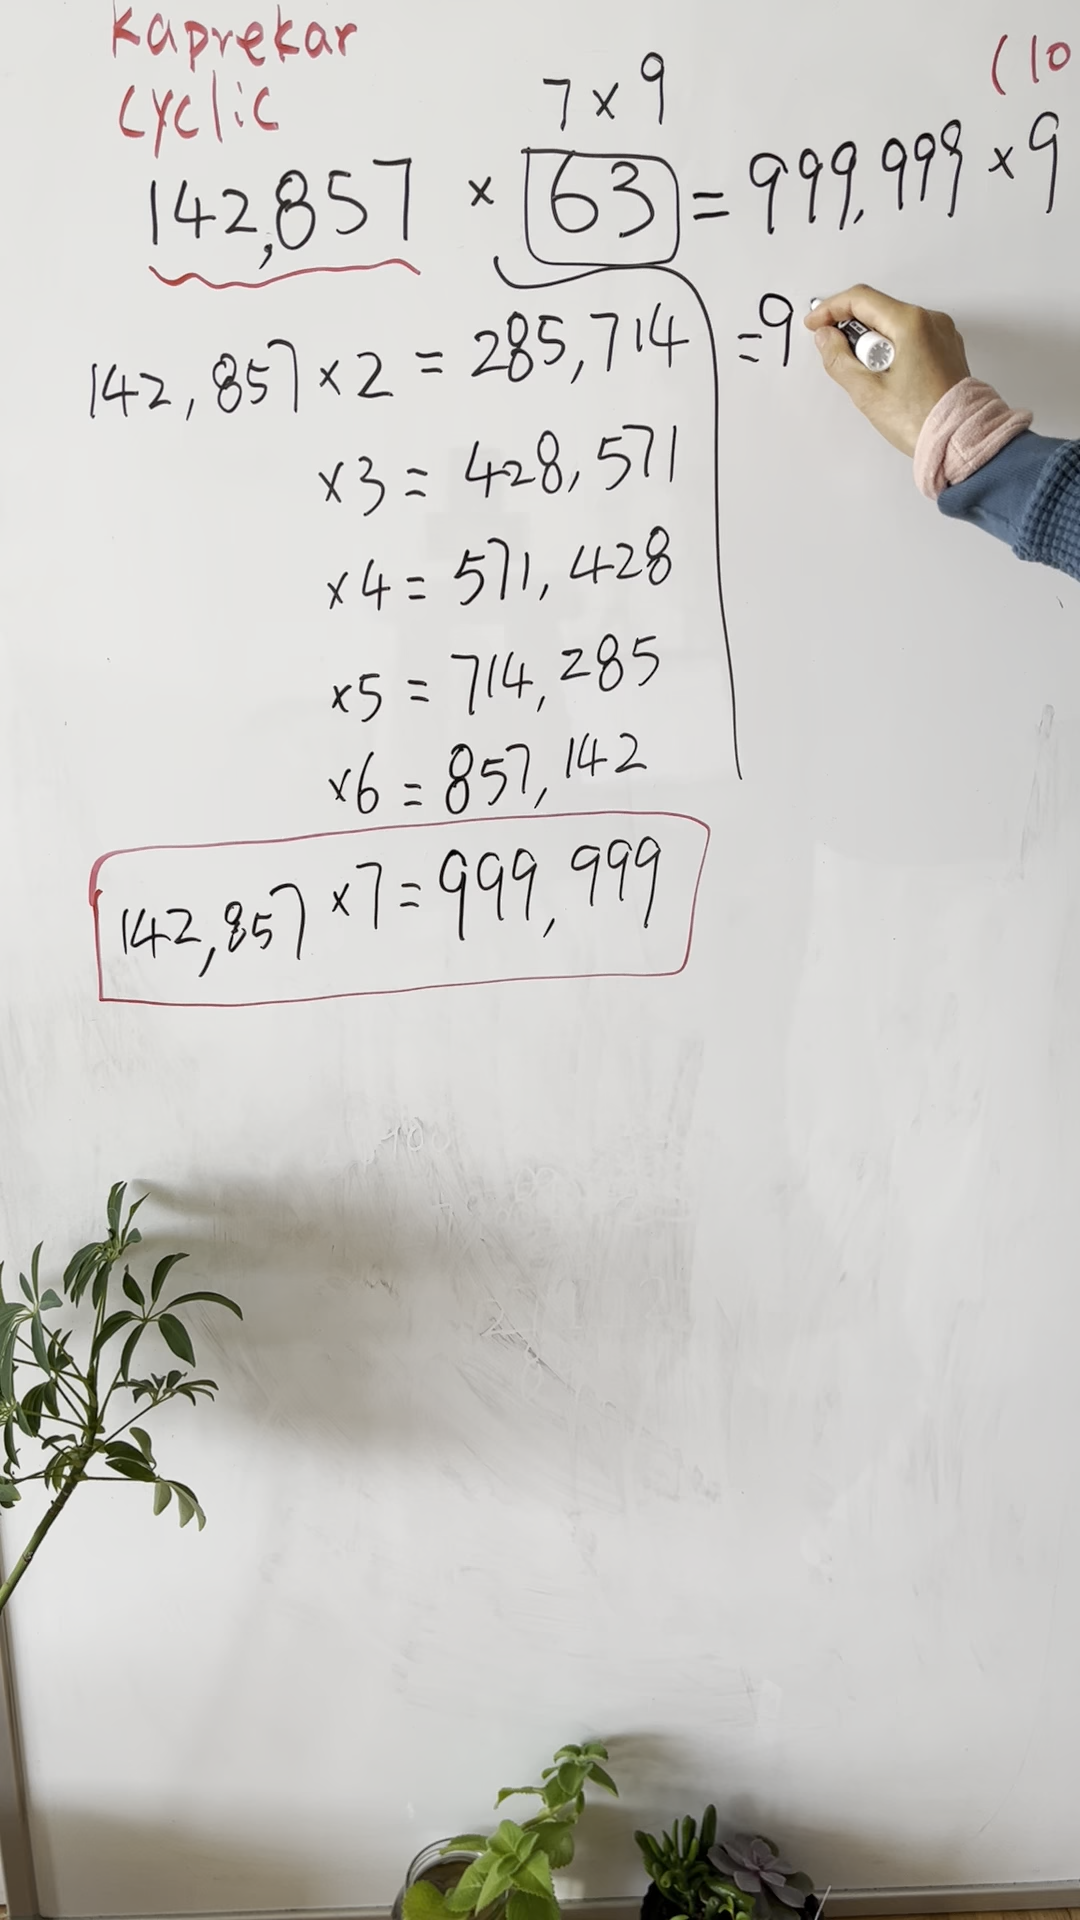 Kaprekar
cyclic
(10
7 × 9
142,857 × 63 = 999,999 × 9
=9
142,857 × 2 = 285,714
×3 = 428,571
×4 = 571,428
×5 = 714,285
×6 = 857,142
142,857 ×7 = 999,999